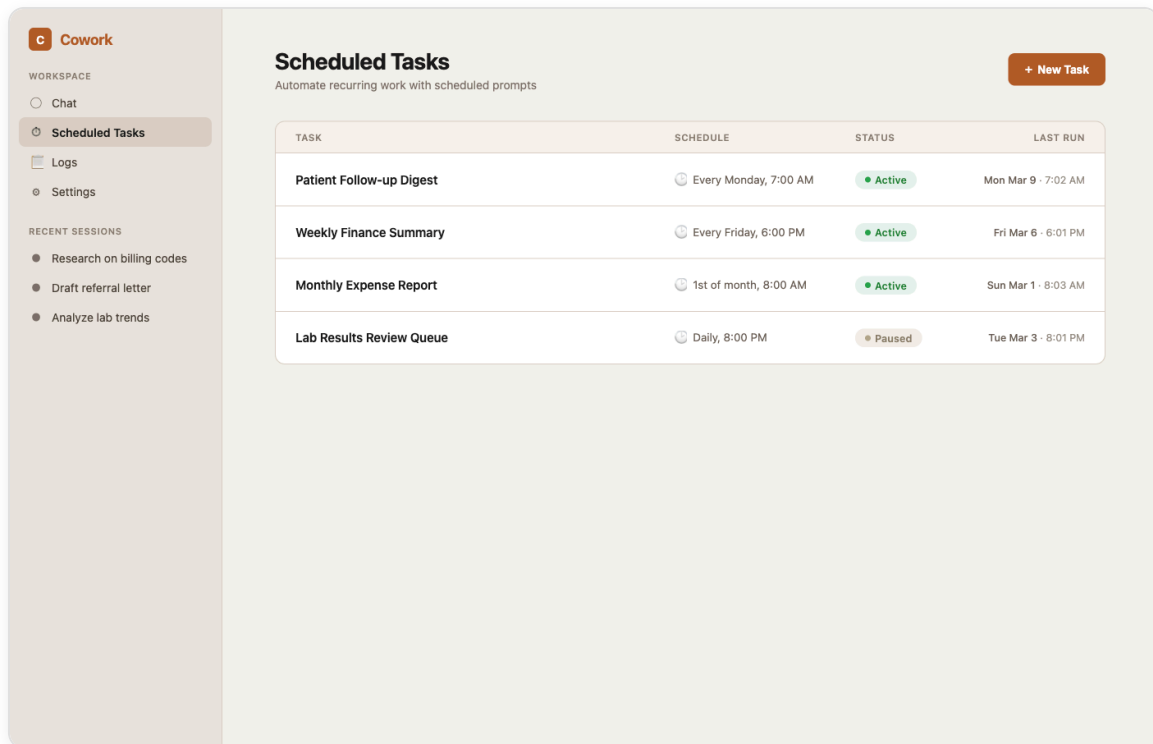 C Cowork
WORKSPACE
Chat
Scheduled Tasks
Logs
Settings
RECENT SESSIONS
Research on billing codes
Draft referral letter
Analyze lab trends
Scheduled Tasks
Automate recurring work with scheduled prompts
+ New Task
TASK SCHEDULE STATUS LAST RUN
Patient Follow-up Digest Every Monday, 7:00 AM Active Mon Mar 9 · 7:02 AM
Weekly Finance Summary Every Friday, 6:00 PM Active Fri Mar 6 · 6:01 PM
Monthly Expense Report 1st of month, 8:00 AM Active Sun Mar 1 · 8:03 AM
Lab Results Review Queue Daily, 8:00 PM Paused Tue Mar 3 · 8:01 PM